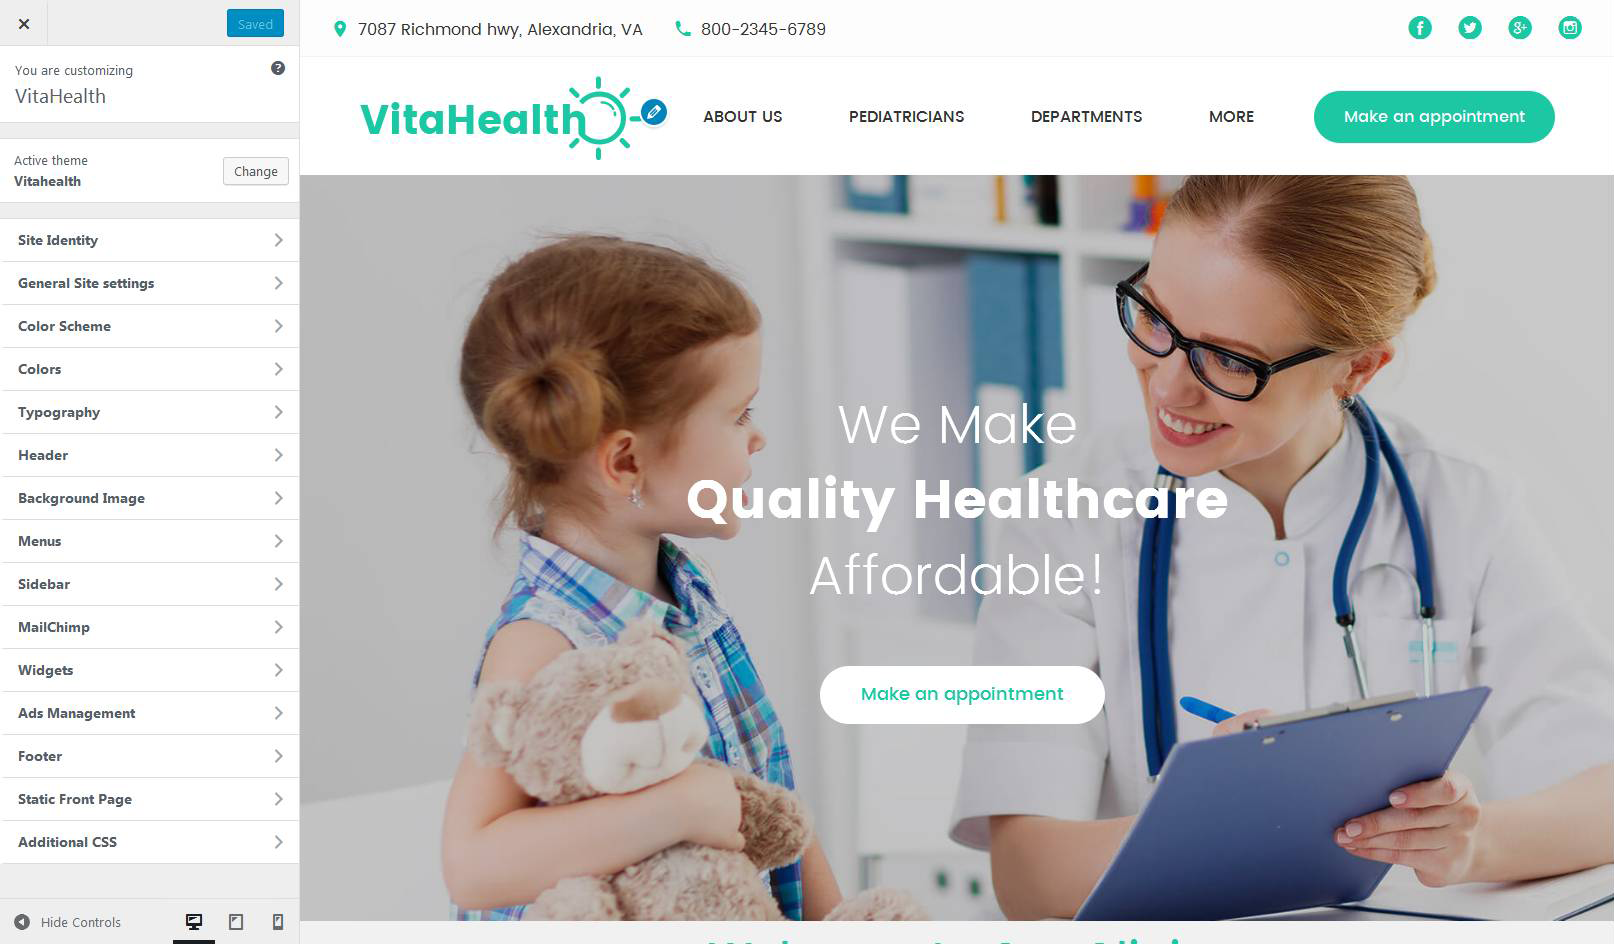 Saved
You are customizing
VitaHealth
Active theme
Vitahealth
Change
Site Identity
General Site settings
Color Scheme
Colors
Typography
Header
Background Image
Menus
Sidebar
MailChimp
Widgets
Ads Management
Footer
Static Front Page
Additional CSS
Hide Controls
7087 Richmond hwy, Alexandria, VA
800-2345-6789
VitaHealth
ABOUT US
PEDIATRICIANS
DEPARTMENTS
MORE
Make an appointment
We Make
Quality Healthcare
Affordable!
Make an appointment